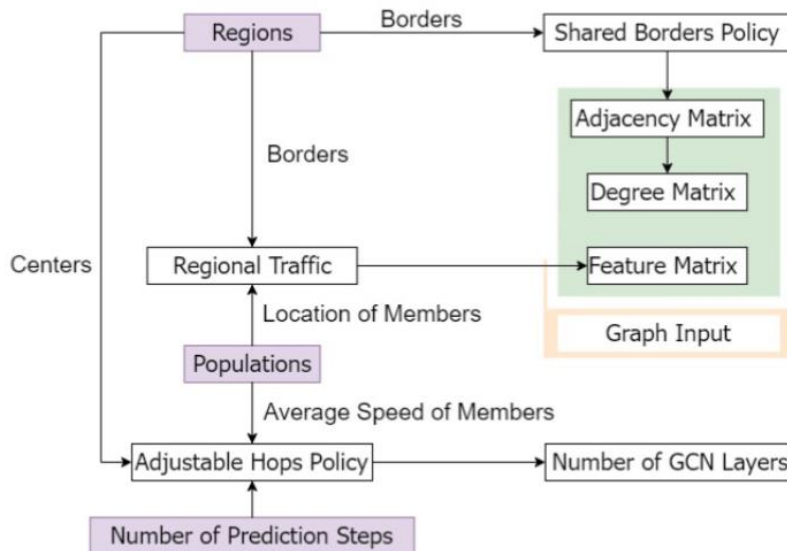 Borders
Regions
Shared Borders Policy
Adjacency Matrix
Borders
Degree Matrix
Centers
Regional Traffic
Feature Matrix
Location of Members
Graph Input
Populations
Average Speed of Members
Adjustable Hops Policy
Number of GCN Layers
Number of Prediction Steps